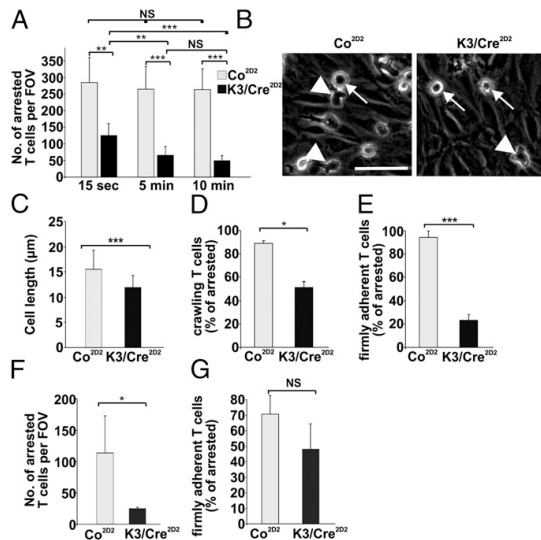 A
NS
***
**
NS
**
***
***
Co2D2
K3/Cre2D2
No. of arrested
T cells per FOV
400
350
300
250
200
150
100
50
0
15 sec
5 min
10 min
B
Co2D2
K3/Cre2D2
C
***
Cell length (µm)
25
20
15
10
5
0
Co2D2
K3/Cre2D2
D
*
crawling T cells
(% of arrested)
100
80
60
40
20
0
Co2D2
K3/Cre2D2
E
***
firmly adherent T cells
(% of arrested)
100
80
60
40
20
0
Co2D2
K3/Cre2D2
F
*
No. of arrested
T cells per FOV
200
150
100
50
0
Co2D2
K3/Cre2D2
G
NS
firmly adherent T cells
(% of arrested)
80
70
60
50
40
30
20
10
0
Co2D2
K3/Cre2D2